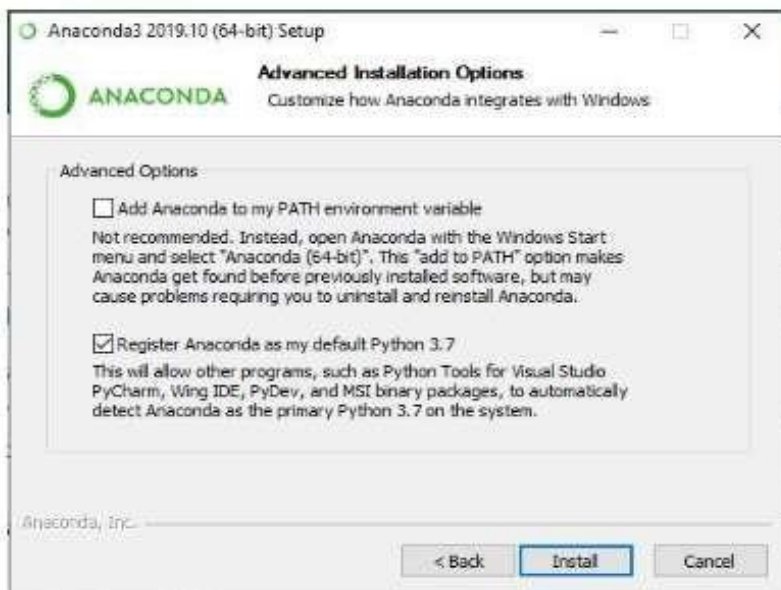 Anaconda3 2019.10 (64-bit) Setup
Advanced Installation Options
ANACONDA
Customize how Anaconda integrates with Windows
Advanced Options
Add Anaconda to my PATH environment variable
Not recommended. Instead, open Anaconda with the Windows Start
menu and select "Anaconda (64-bit)". This "add to PATH" option makes
Anaconda get found before previously installed software, but may
cause problems requiring you to uninstall and reinstall Anaconda.
Register Anaconda as my default Python 3.7
This will allow other programs, such as Python Tools for Visual Studio
PyCharm, Wing IDE, PyDev, and MSI binary packages, to automatically
detect Anaconda as the primary Python 3.7 on the system.
Anaconda, Inc.
< Back
Install
Cancel